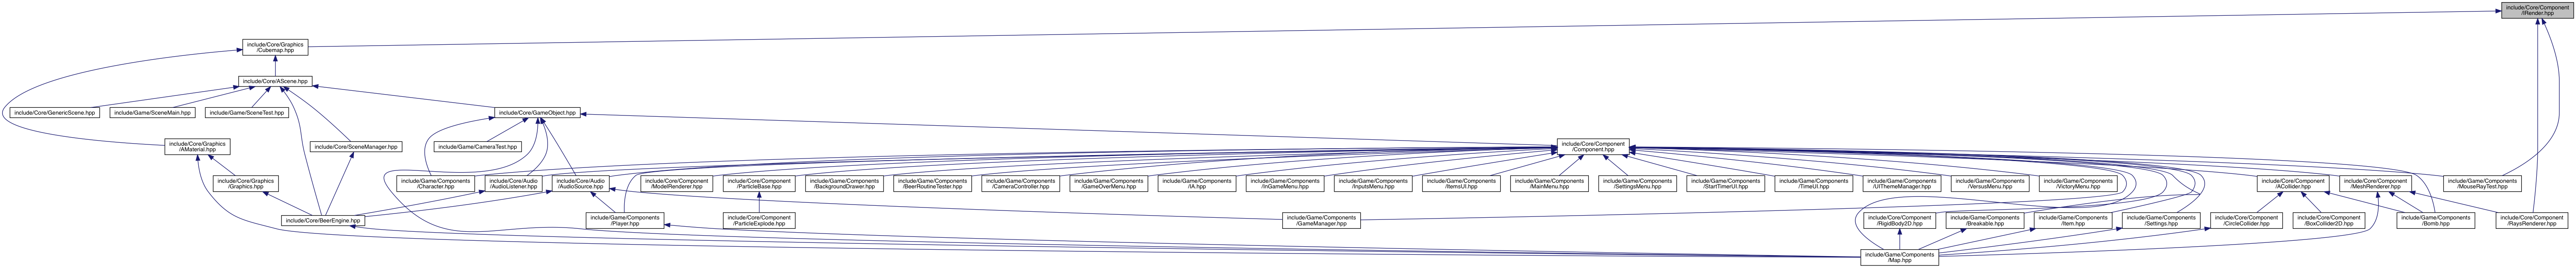 include/Core/Component
/IRender.hpp
include/Core/Graphics
/Cubemap.hpp
include/Core/AScene.hpp
include/Core/GenericScene.hpp
include/Game/SceneMain.hpp
include/Game/SceneTest.hpp
include/Core/GameObject.hpp
include/Core/Graphics
/AMaterial.hpp
include/Core/SceneManager.hpp
include/Game/CameraTest.hpp
include/Core/Component
/Component.hpp
include/Core/Graphics
/Graphics.hpp
include/Game/Components
/Character.hpp
include/Core/Audio
/AudioListener.hpp
include/Core/Audio
/AudioSource.hpp
include/Core/Component
/ModelRenderer.hpp
include/Core/Component
/ParticleBase.hpp
include/Game/Components
/BackgroundDrawer.hpp
include/Game/Components
/BeerRoutineTester.hpp
include/Game/Components
/CameraController.hpp
include/Game/Components
/GameOverMenu.hpp
include/Game/Components
/IA.hpp
include/Game/Components
/InGameMenu.hpp
include/Game/Components
/InputsMenu.hpp
include/Game/Components
/ItemsUI.hpp
include/Game/Components
/MainMenu.hpp
include/Game/Components
/SettingsMenu.hpp
include/Game/Components
/StartTimerUI.hpp
include/Game/Components
/TimeUI.hpp
include/Game/Components
/UIThemeManager.hpp
include/Game/Components
/VersusMenu.hpp
include/Game/Components
/VictoryMenu.hpp
include/Core/Component
/ACollider.hpp
include/Core/Component
/MeshRenderer.hpp
include/Game/Components
/MouseRayTest.hpp
include/Core/BeerEngine.hpp
include/Game/Components
/Player.hpp
include/Core/Component
/ParticleExplode.hpp
include/Game/Components
/GameManager.hpp
include/Core/Component
/RigidBody2D.hpp
include/Game/Components
/Breakable.hpp
include/Game/Components
/Item.hpp
include/Game/Components
/Settings.hpp
include/Core/Component
/CircleCollider.hpp
include/Core/Component
/BoxCollider2D.hpp
include/Game/Components
/Bomb.hpp
include/Core/Component
/RaysRenderer.hpp
include/Game/Components
/Map.hpp